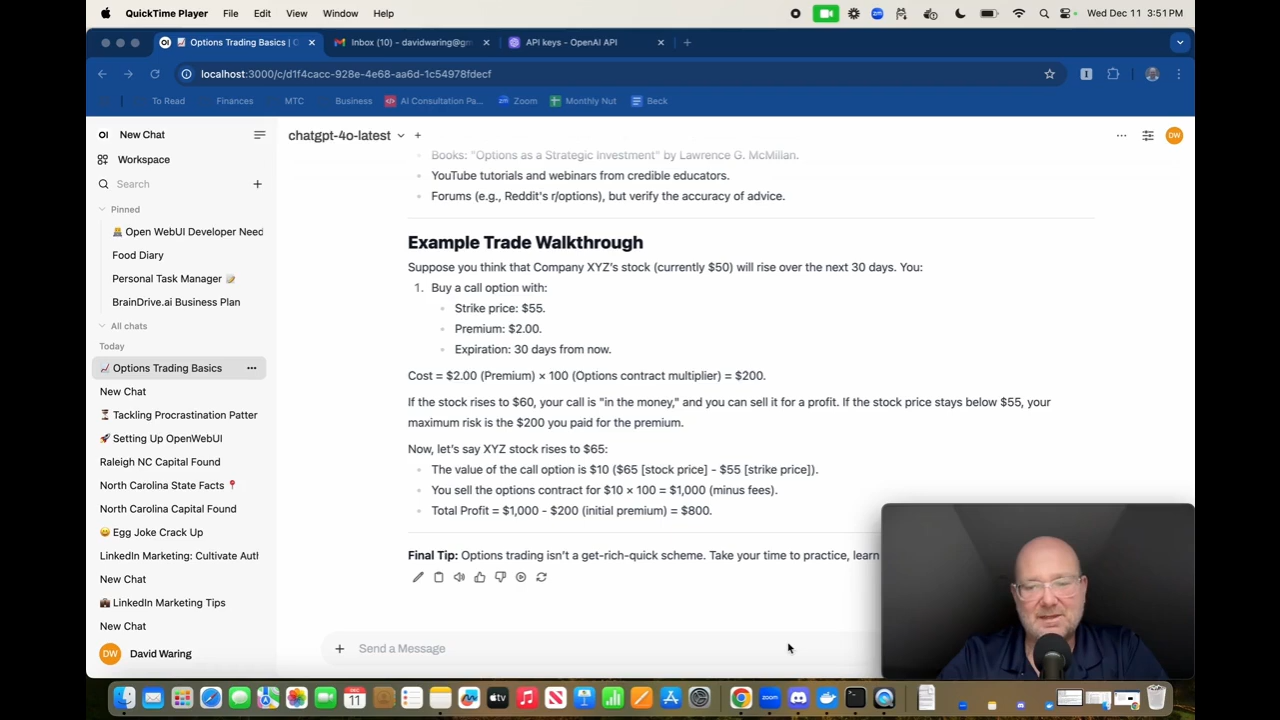 QuickTime Player File Edit View Window Help Wed Dec 11 3:51 PM
Options Trading Basics | Inbox (10) - davidwaring@gm API keys - OpenAI API
localhost:3000/c/d1f4cacc-928e-4e68-aa6d-1c54978fdecf
To Read Finances MTC Business AI Consultation Pa... Zoom Monthly Nut Beck
OI New Chat
chatgpt-4o-latest
DW
Workspace
Search
Pinned
Open WebUI Developer Need
Food Diary
Personal Task Manager
BrainDrive.ai Business Plan
All chats
Today
Options Trading Basics
New Chat
Tackling Procrastination Patter
Setting Up OpenWebUI
Raleigh NC Capital Found
North Carolina State Facts
North Carolina Capital Found
Egg Joke Crack Up
LinkedIn Marketing: Cultivate Auth
New Chat
LinkedIn Marketing Tips
New Chat
DW David Waring
Books: "Options as a Strategic Investment" by Lawrence G. McMillan.
YouTube tutorials and webinars from credible educators.
Forums (e.g., Reddit's r/options), but verify the accuracy of advice.
Example Trade Walkthrough
Suppose you think that Company XYZ's stock (currently $50) will rise over the next 30 days. You:
1. Buy a call option with:
Strike price: $55.
Premium: $2.00.
Expiration: 30 days from now.
Cost = $2.00 (Premium) × 100 (Options contract multiplier) = $200.
If the stock rises to $60, your call is "in the money," and you can sell it for a profit. If the stock price stays below $55, your
maximum risk is the $200 you paid for the premium.
Now, let's say XYZ stock rises to $65:
The value of the call option is $10 ($65 [stock price] - $55 [strike price]).
You sell the options contract for $10 × 100 = $1,000 (minus fees).
Total Profit = $1,000 - $200 (initial premium) = $800.
Final Tip: Options trading isn't a get-rich-quick scheme. Take your time to practice, learn
Send a Message